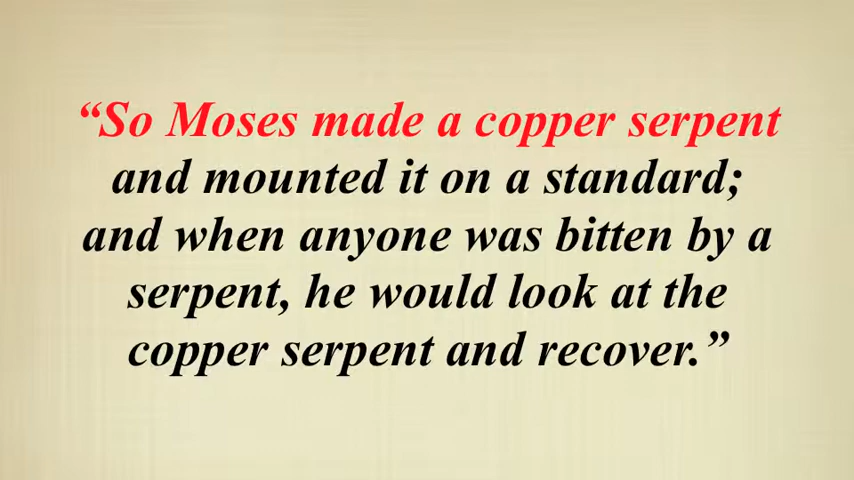 “So Moses made a copper serpent
and mounted it on a standard;
and when anyone was bitten by a
serpent, he would look at the
copper serpent and recover.”